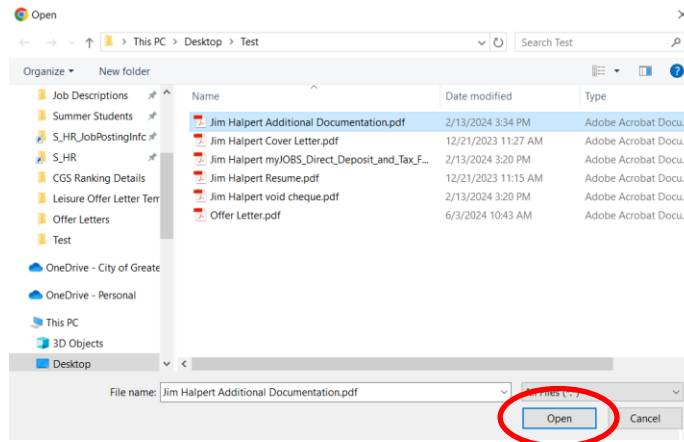 Open
This PC > Desktop > Test
Search Test
Organize
New folder
Name
Date modified
Type
Job Descriptions
Summer Students
S_HR_JobPostingInfc
S_HR
CGS Ranking Details
Leisure Offer Letter Tem
Offer Letters
Test
OneDrive - City of Greate
OneDrive - Personal
This PC
3D Objects
Desktop
Jim Halpert Additional Documentation.pdf 2/13/2024 3:34 PM Adobe Acrobat Docu.
Jim Halpert Cover Letter.pdf 12/21/2023 11:27 AM Adobe Acrobat Docu.
Jim Halpert myJOBS_Direct_Deposit_and_Tax_F... 2/13/2024 3:20 PM Adobe Acrobat Docu.
Jim Halpert Resume.pdf 12/21/2023 11:15 AM Adobe Acrobat Docu.
Jim Halpert void cheque.pdf 2/13/2024 3:20 PM Adobe Acrobat Docu.
Offer Letter.pdf 6/3/2024 10:43 AM Adobe Acrobat Docu.
File name: Jim Halpert Additional Documentation.pdf
Open
Cancel